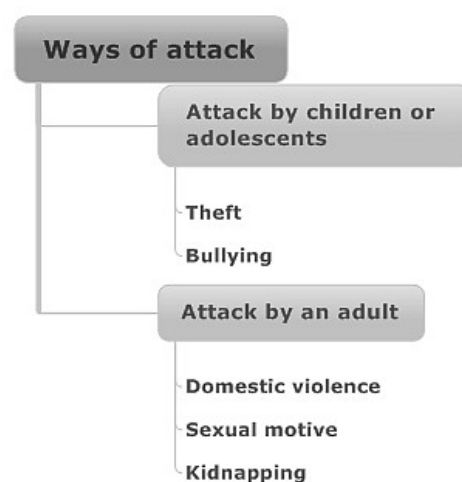 Ways of attack
Attack by children or
adolescents
Theft
Bullying
Attack by an adult
Domestic violence
Sexual motive
Kidnapping